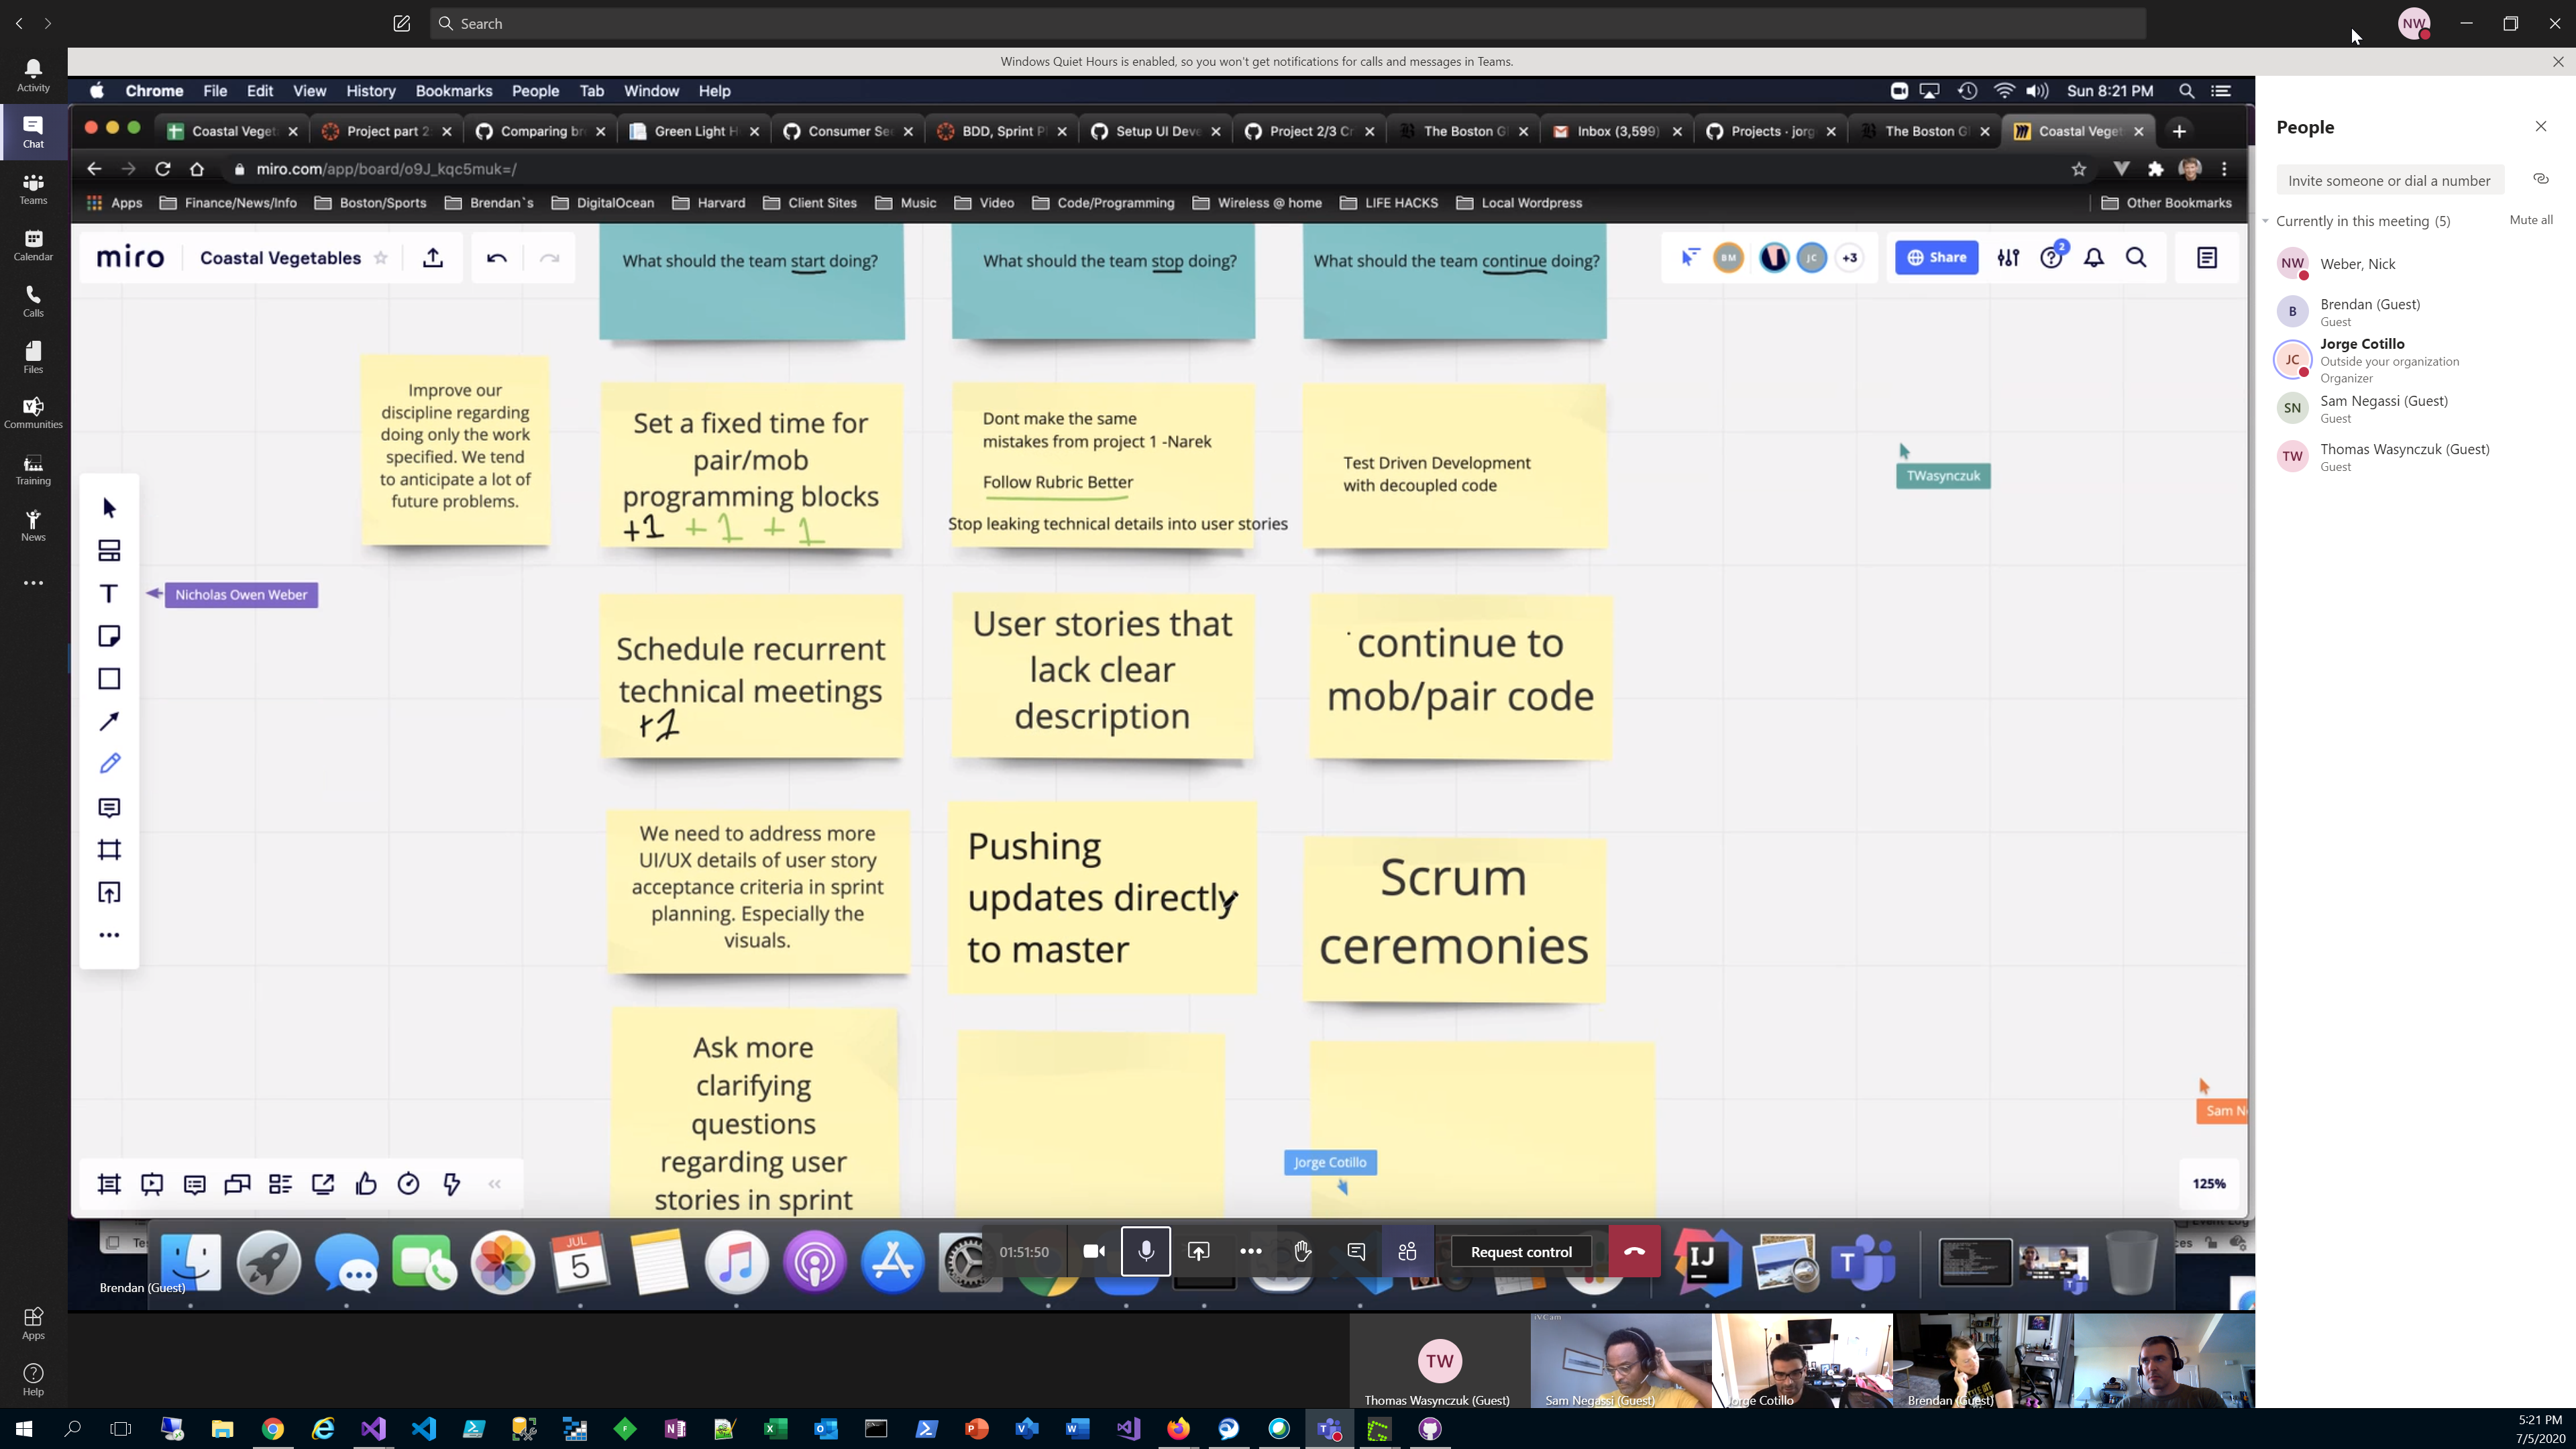 Search
NW
Windows Quiet Hours is enabled, so you won't get notifications for calls and messages in Teams.
Activity
Chat
Teams
Calendar
Calls
Files
Communities
Training
News
Apps
Help
Chrome File Edit View History Bookmarks People Tab Window Help
Sun 8:21 PM
Coastal Veget
Project part 2
Comparing br
Green Light H
Consumer Se
BDD, Sprint P
Setup UI Deve
Project 2/3 Cr
The Boston Gl
Inbox (3,599)
Projects · jorg
The Boston Gl
Coastal Veget
miro.com/app/board/o9J_kqc5muk=/
Apps Finance/News/Info Boston/Sports Brendan`s DigitalOcean Harvard Client Sites Music Video Code/Programming Wireless @ home LIFE HACKS Local Wordpress Other Bookmarks
miro Coastal Vegetables
BM JC +3 Share 2
What should the team start doing?
What should the team stop doing?
What should the team continue doing?
Improve our
discipline regarding
doing only the work
specified. We tend
to anticipate a lot of
future problems.
Set a fixed time for
pair/mob
programming blocks
+1 +1 +1
Dont make the same
mistakes from project 1 -Narek
Follow Rubric Better
Stop leaking technical details into user stories
Test Driven Development
with decoupled code
TWasynczuk
Nicholas Owen Weber
Schedule recurrent
technical meetings
+1
User stories that
lack clear
description
continue to
mob/pair code
We need to address more
UI/UX details of user story
acceptance criteria in sprint
planning. Especially the
visuals.
Pushing
updates directly
to master
Scrum
ceremonies
Ask more
clarifying
questions
regarding user
stories in sprint
Jorge Cotillo
Sam N
125%
JUL
5
01:51:50
Request control
IJ
Brendan (Guest)
People
Invite someone or dial a number
Currently in this meeting (5) Mute all
NW
Weber, Nick
B
Brendan (Guest)
Guest
JC
Jorge Cotillo
Outside your organization
Organizer
SN
Sam Negassi (Guest)
Guest
TW
Thomas Wasynczuk (Guest)
Guest
TW
Thomas Wasynczuk (Guest)
iVCam
Sam Negassi (Guest)
Jorge Cotillo
Brendan (Guest)
5:21 PM
7/5/2020